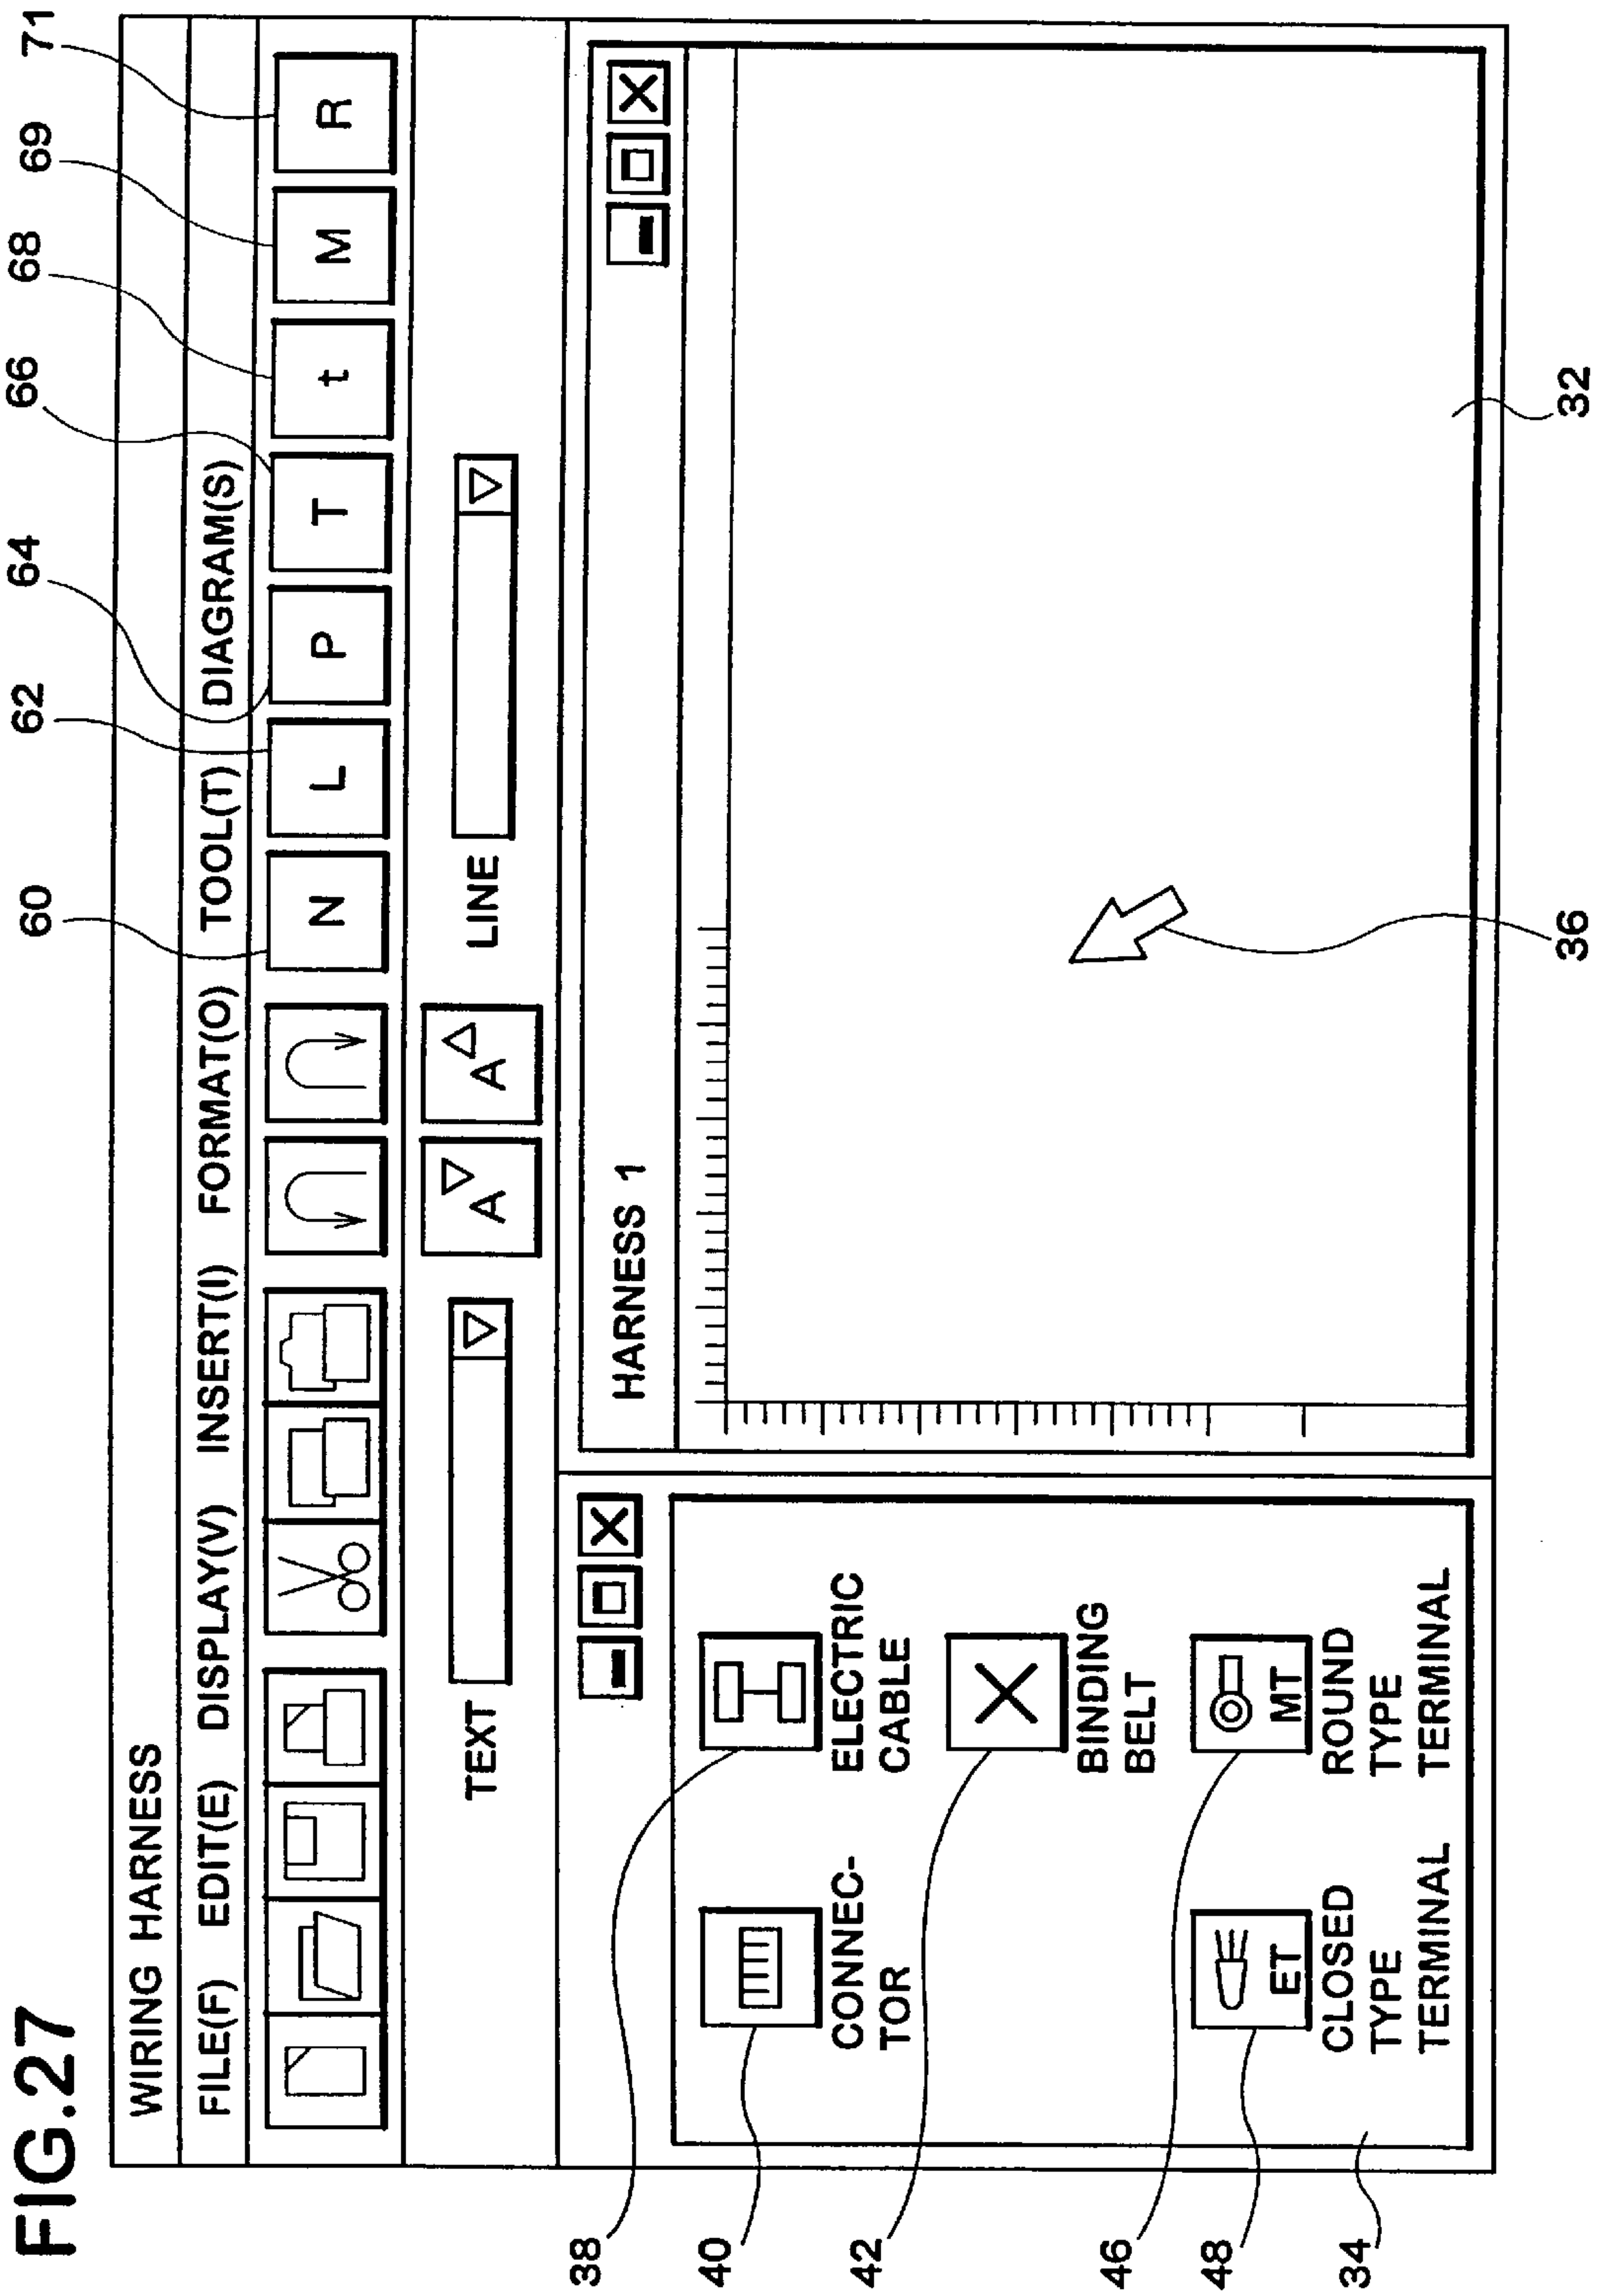 FIG.27
71
69
68
66
64
62
60
WIRING HARNESS
FILE(F) EDIT(E) DISPLAY(V) INSERT(I) FORMAT(O) TOOL(T) DIAGRAM(S)
N L P T t M R
TEXT A A LINE
HARNESS 1
CONNEC-
TOR
ELECTRIC
CABLE
BINDING
BELT
ET
CLOSED
TYPE
TERMINAL
MT
ROUND
TYPE
TERMINAL
38
40
42
46
48
34
36
32